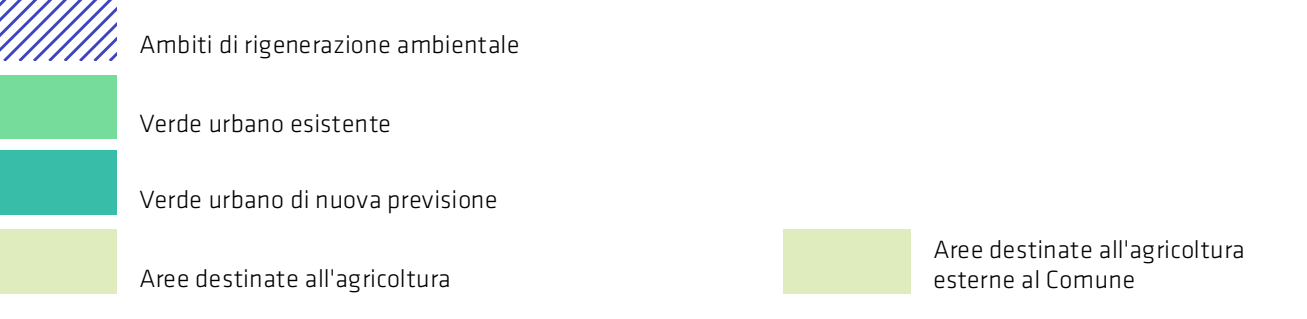 Ambiti di rigenerazione ambientale
Verde urbano esistente
Verde urbano di nuova previsione
Aree destinate all'agricoltura
Aree destinate all'agricoltura
esterne al Comune